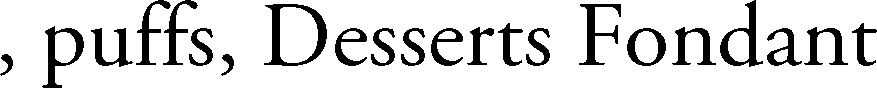 , puffs, Desserts Fondant